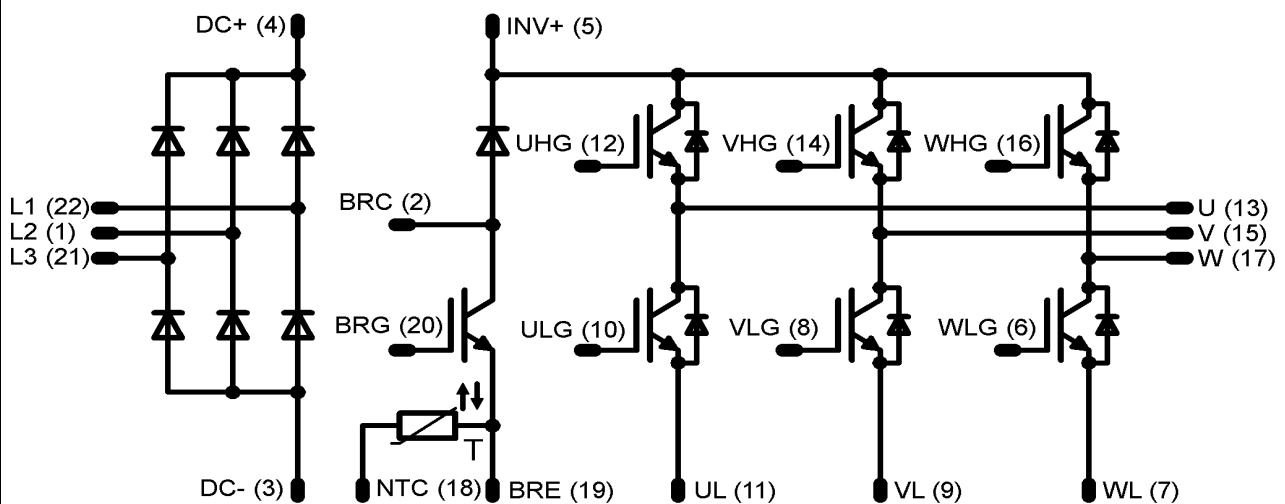 DC+ (4)
INV+ (5)
UHG (12)
VHG (14)
WHG (16)
L1 (22)
L2 (1)
L3 (21)
BRC (2)
U (13)
V (15)
W (17)
BRG (20)
ULG (10)
VLG (8)
WLG (6)
T
DC- (3)
NTC (18)
BRE (19)
UL (11)
VL (9)
WL (7)